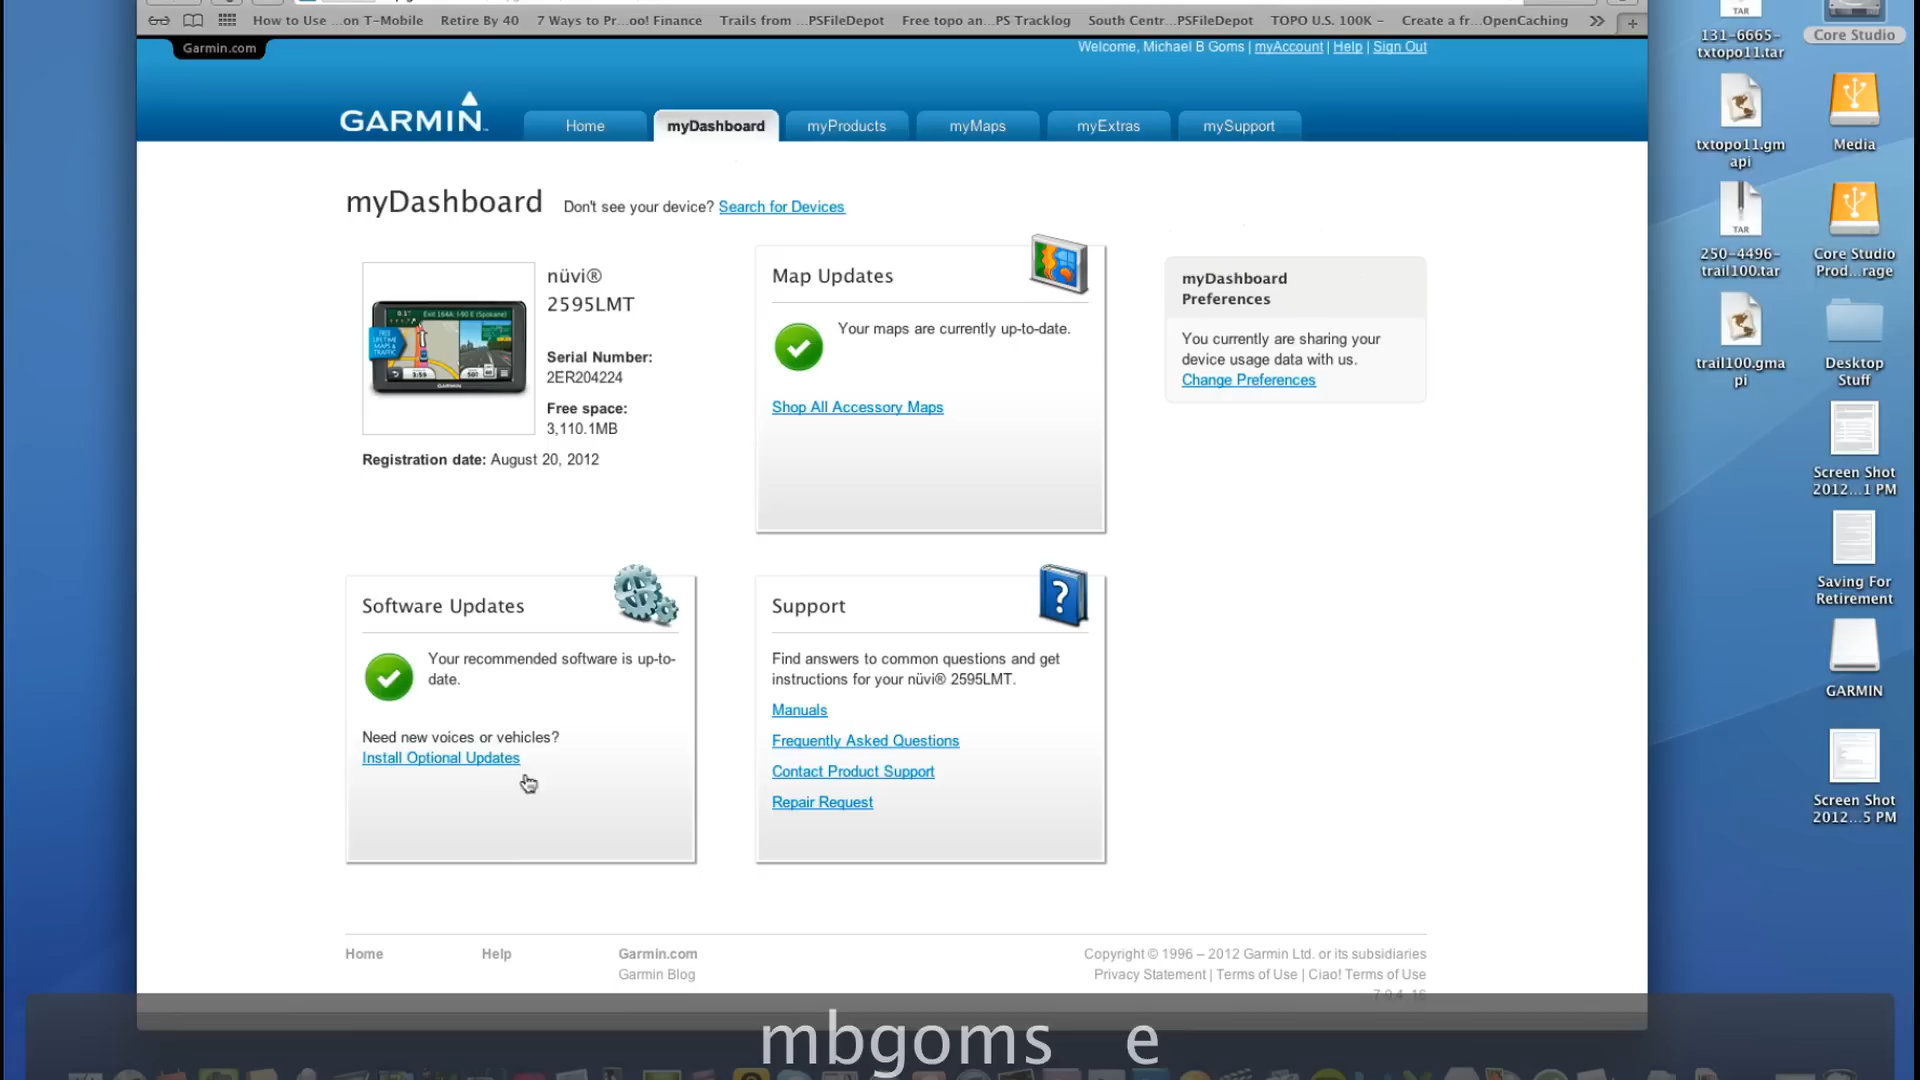 How to Use ...on T-Mobile Retire By 40 7 Ways to Pr...oo! Finance Trails from ...PSFileDepot Free topo an...PS Tracklog South Centr...PSFileDepot TOPO U.S. 100K - Create a fr...OpenCaching
Garmin.com
Welcome, Michael B Goms | myAccount | Help | Sign Out
GARMIN
Home myDashboard myProducts myMaps myExtras mySupport
myDashboard Don't see your device? Search for Devices
nüvi®
2595LMT
Serial Number:
2ER204224
Free space:
3,110.1MB
Registration date: August 20, 2012
Map Updates
Your maps are currently up-to-date.
Shop All Accessory Maps
myDashboard
Preferences
You currently are sharing your
device usage data with us.
Change Preferences
Software Updates
Your recommended software is up-to-
date.
Need new voices or vehicles?
Install Optional Updates
Support
Find answers to common questions and get
instructions for your nüvi® 2595LMT.
Manuals
Frequently Asked Questions
Contact Product Support
Repair Request
Home Help Garmin.com
Garmin Blog
Copyright © 1996 – 2012 Garmin Ltd. or its subsidiaries
Privacy Statement | Terms of Use | Ciao! Terms of Use
mbgoms e
TAR
131-6665-
txtopo11.tar
txtopo11.gm
api
TAR
250-4496-
trail100.tar
trail100.gma
pi
Core Studio
Media
Core Studio
Prod...rage
Desktop
Stuff
Screen Shot
2012...1 PM
Saving For
Retirement
GARMIN
Screen Shot
2012...5 PM